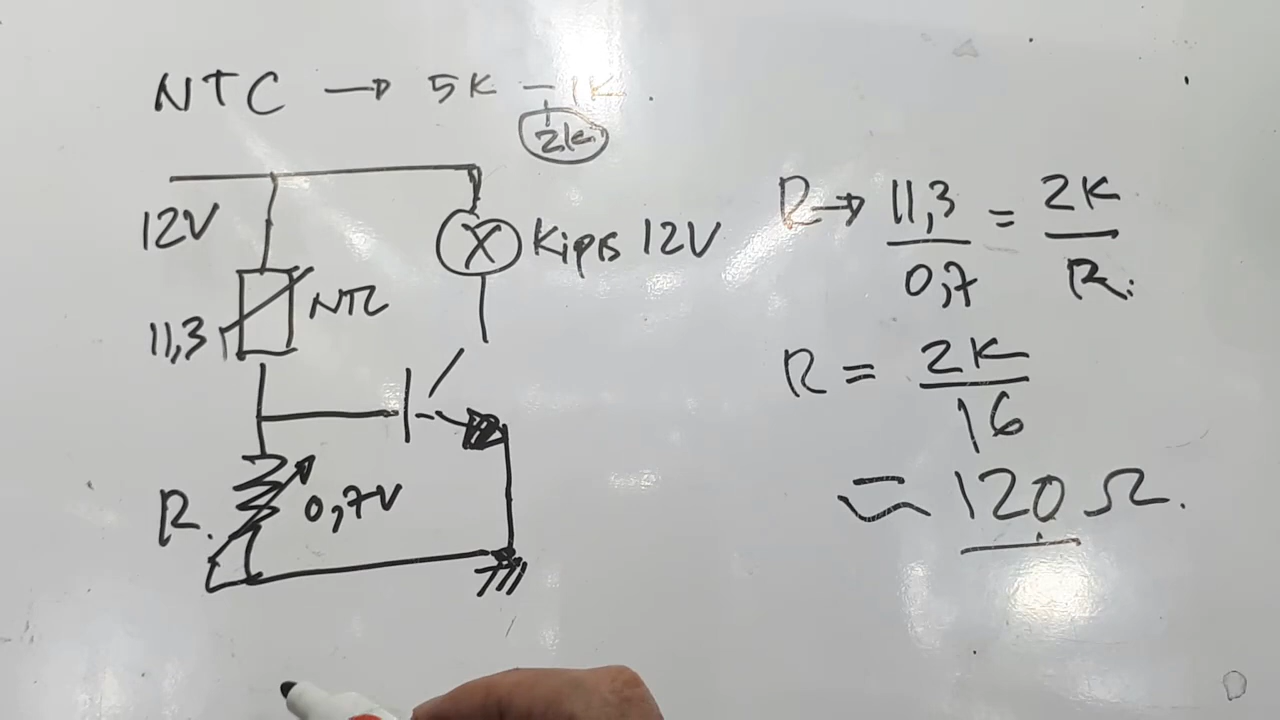 NTC → 5K – 1K.
2K
12V
Kipas 12V
NTC
11,3
R.
0,7V
R → 11,3 / 0,7 = 2K / R.
R = 2K / 16
≈ 120 Ω.